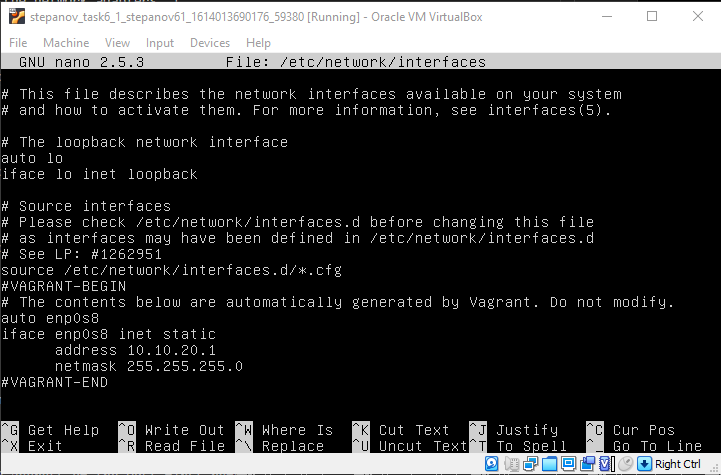 stepanov_task6_1_stepanov61_1614013690176_59380 [Running] - Oracle VM VirtualBox
File Machine View Input Devices Help
GNU nano 2.5.3 File: /etc/network/interfaces
# This file describes the network interfaces available on your system
# and how to activate them. For more information, see interfaces(5).
# The loopback network interface
auto lo
iface lo inet loopback
# Source interfaces
# Please check /etc/network/interfaces.d before changing this file
# as interfaces may have been defined in /etc/network/interfaces.d
# See LP: #1262951
source /etc/network/interfaces.d/*.cfg
#VAGRANT-BEGIN
# The contents below are automatically generated by Vagrant. Do not modify.
auto enp0s8
iface enp0s8 inet static
address 10.10.20.1
netmask 255.255.255.0
#VAGRANT-END
^G Get Help ^O Write Out ^W Where Is ^K Cut Text ^J Justify ^C Cur Pos
^X Exit ^R Read File ^\ Replace ^U Uncut Text ^T To Spell ^_ Go To Line
Right Ctrl